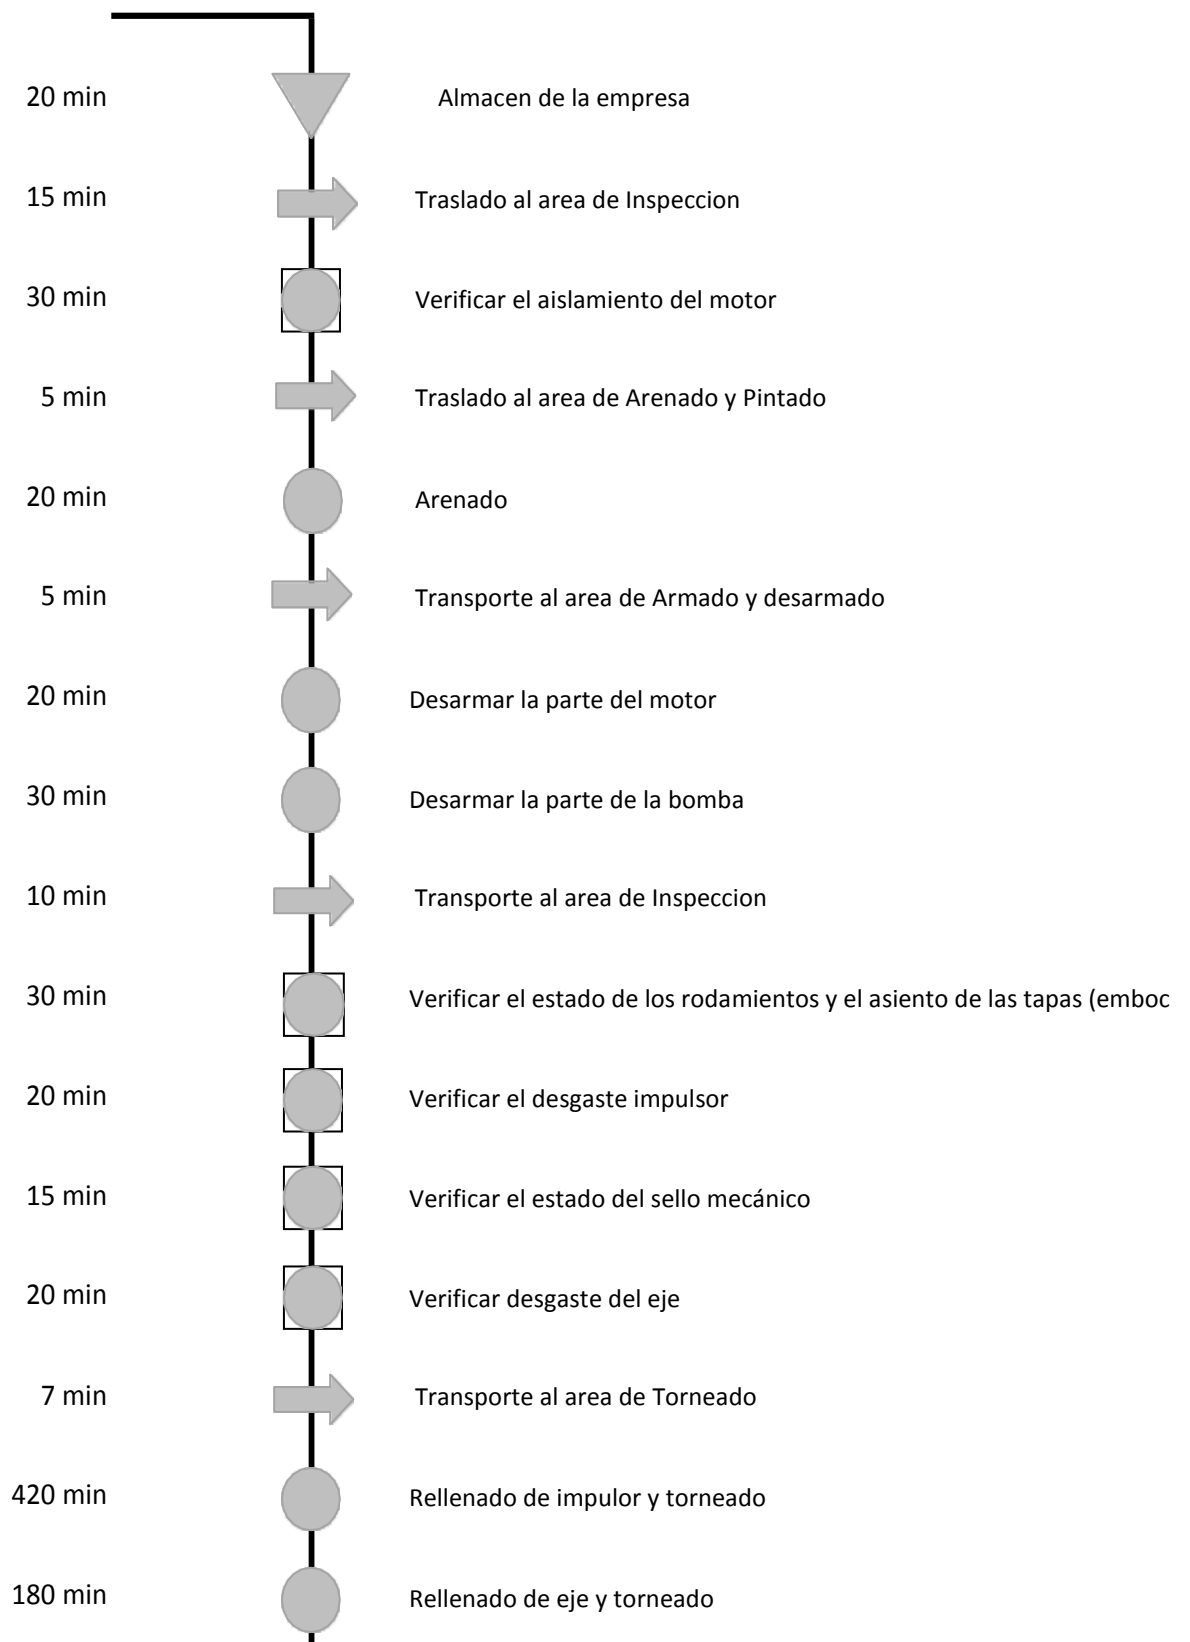 20 min Almacen de la empresa
15 min Traslado al area de Inspeccion
30 min Verificar el aislamiento del motor
5 min Traslado al area de Arenado y Pintado
20 min Arenado
5 min Transporte al area de Armado y desarmado
20 min Desarmar la parte del motor
30 min Desarmar la parte de la bomba
10 min Transporte al area de Inspeccion
30 min Verificar el estado de los rodamientos y el asiento de las tapas (emboc
20 min Verificar el desgaste impulsor
15 min Verificar el estado del sello mecánico
20 min Verificar desgaste del eje
7 min Transporte al area de Torneado
420 min Rellenado de impulor y torneado
180 min Rellenado de eje y torneado